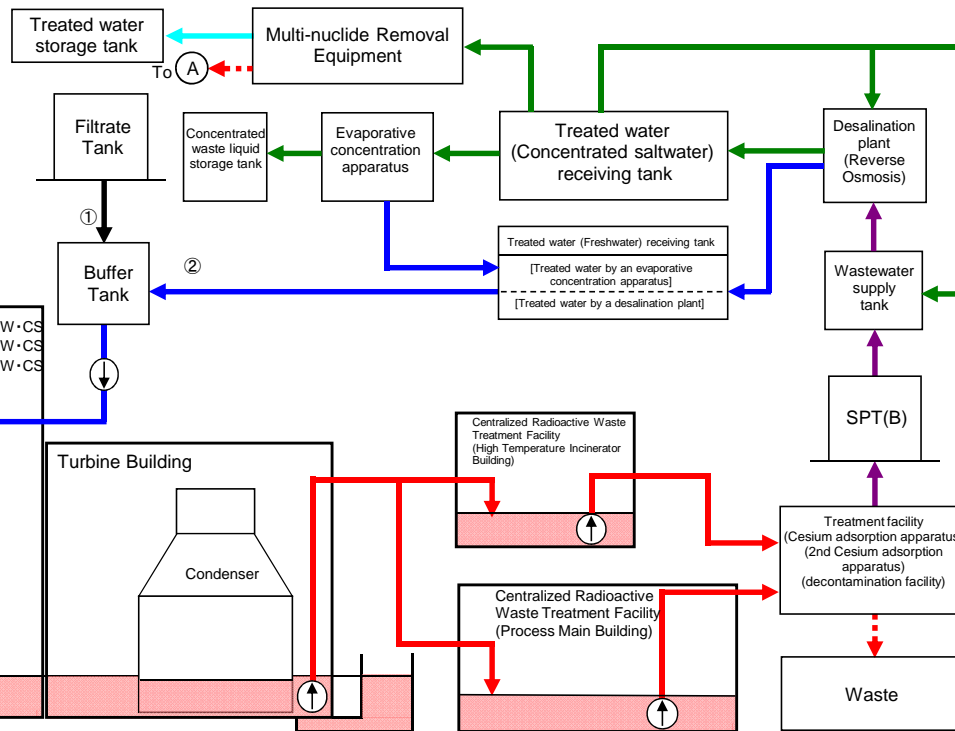 Treated water
storage tank
Multi-nuclide Removal
Equipment
To
A
Filtrate
Tank
Concentrated
waste liquid
storage tank
Evaporative
concentration
apparatus
Treated water
(Concentrated saltwater)
receiving tank
Desalination
plant
(Reverse
Osmosis)
①
②
Buffer
Tank
Treated water (Freshwater) receiving tank
[Treated water by an evaporative
concentration apparatus]
[Treated water by a desalination plant]
Wastewater
supply
tank
W・CS
W・CS
W・CS
SPT(B)
Turbine Building
Condenser
Centralized Radioactive Waste
Treatment Facility
(High Temperature Incinerator
Building)
Centralized Radioactive
Waste Treatment Facility
(Process Main Building)
Treatment facility
(Cesium adsorption apparatus
(2nd Cesium adsorption
apparatus)
(decontamination facility)
Waste